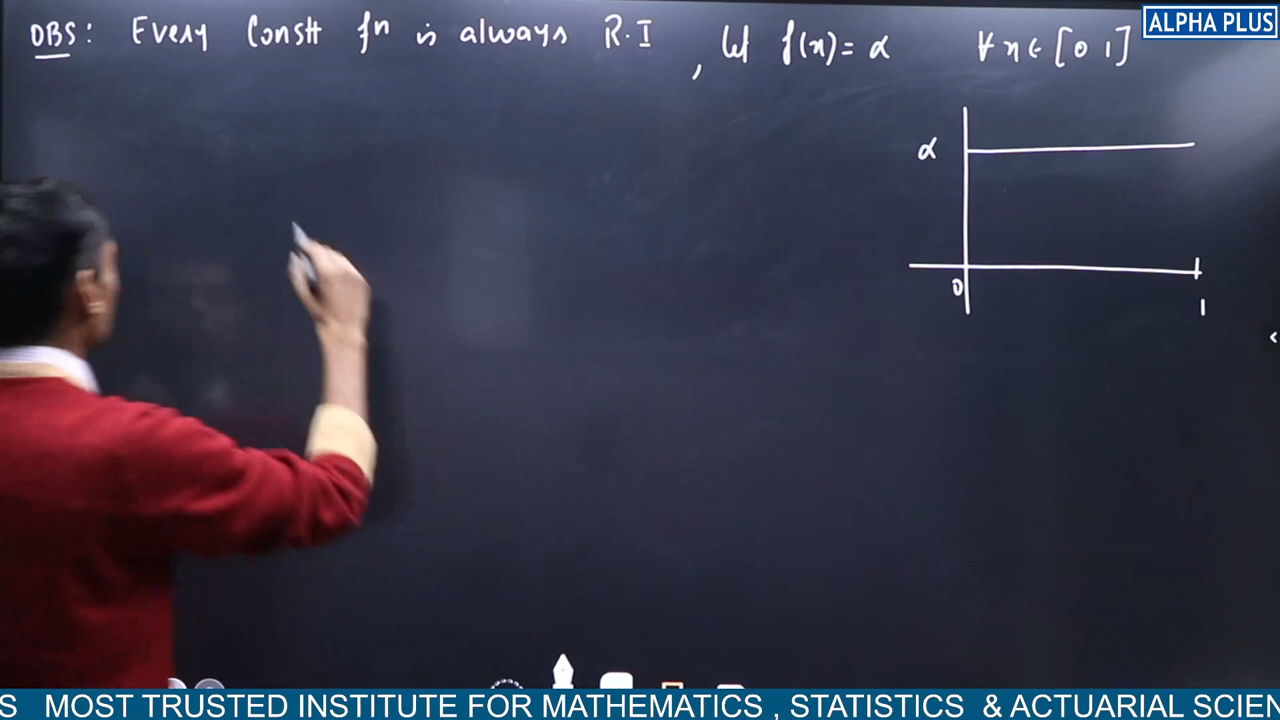 OBS: Every Constt fn is always R.I , let f(x) = α ∀ x ∈ [0 1]
ALPHA PLUS
α
0
1
S MOST TRUSTED INSTITUTE FOR MATHEMATICS , STATISTICS & ACTUARIAL SCIEN